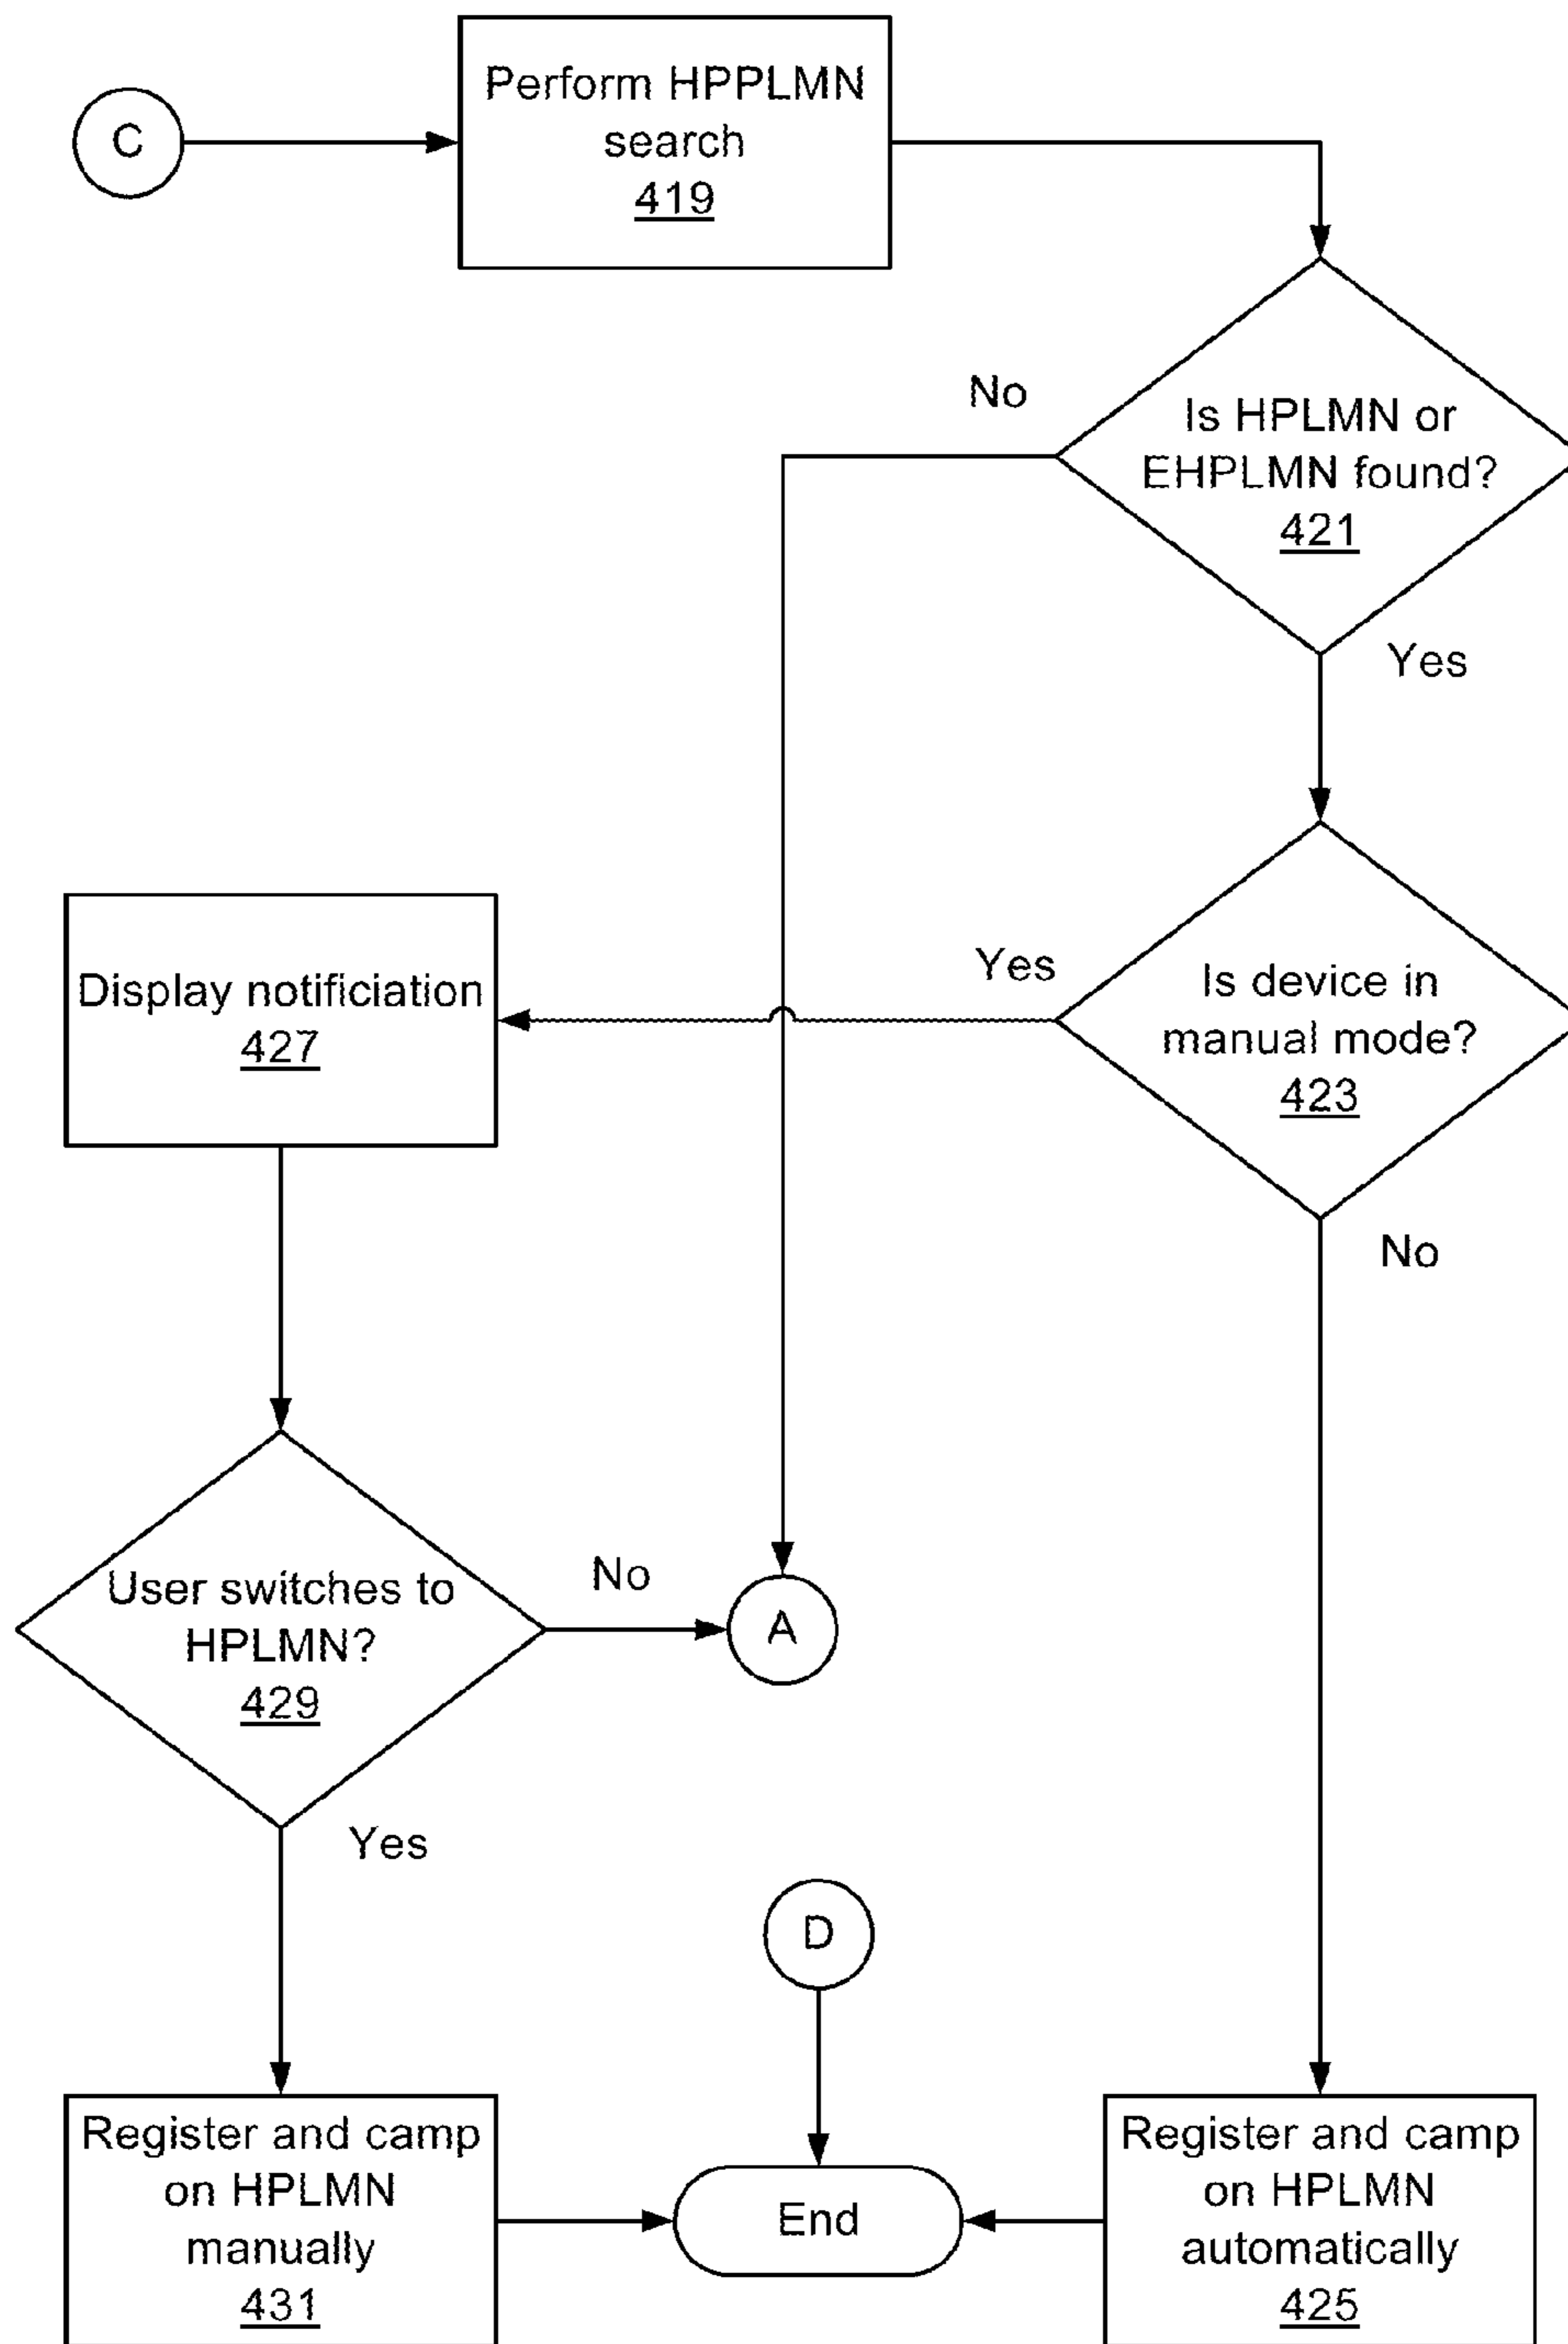 C
Perform HPPLMN
search
419
No
Is HPLMN or
EHPLMN found?
421
Yes
Yes
Is device in
manual mode?
423
Display notificiation
427
No
User switches to
HPLMN?
429
No
A
Yes
D
Register and camp
on HPLMN
manually
431
End
Register and camp
on HPLMN
automatically
425